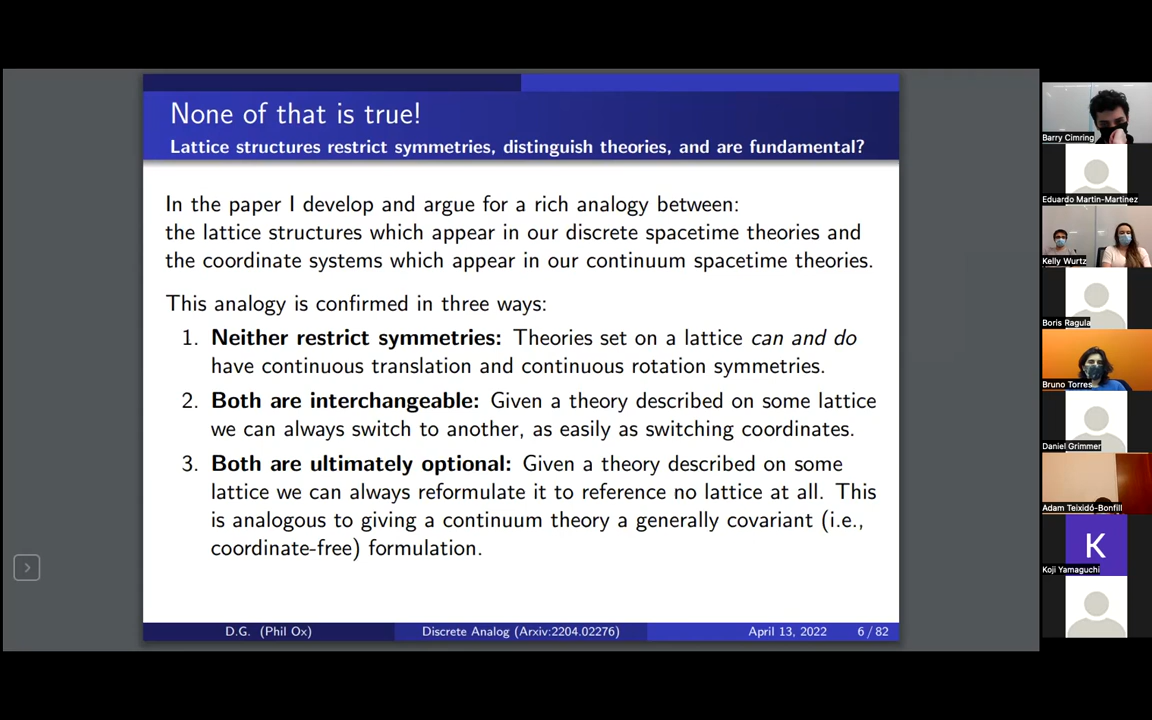 None of that is true!
Lattice structures restrict symmetries, distinguish theories, and are fundamental?
In the paper I develop and argue for a rich analogy between:
the lattice structures which appear in our discrete spacetime theories and
the coordinate systems which appear in our continuum spacetime theories.
This analogy is confirmed in three ways:
1. Neither restrict symmetries: Theories set on a lattice can and do
have continuous translation and continuous rotation symmetries.
2. Both are interchangeable: Given a theory described on some lattice
we can always switch to another, as easily as switching coordinates.
3. Both are ultimately optional: Given a theory described on some
lattice we can always reformulate it to reference no lattice at all. This
is analogous to giving a continuum theory a generally covariant (i.e.,
coordinate-free) formulation.
D.G. (Phil Ox) Discrete Analog (Arxiv:2204.02276) April 13, 2022 6 / 82
Barry Cimring
Eduardo Martin-Martinez
Kelly Wurtz
Boris Ragula
Bruno Torres
Daniel Grimmer
Adam Teixidó-Bonfill
K
Koji Yamaguchi